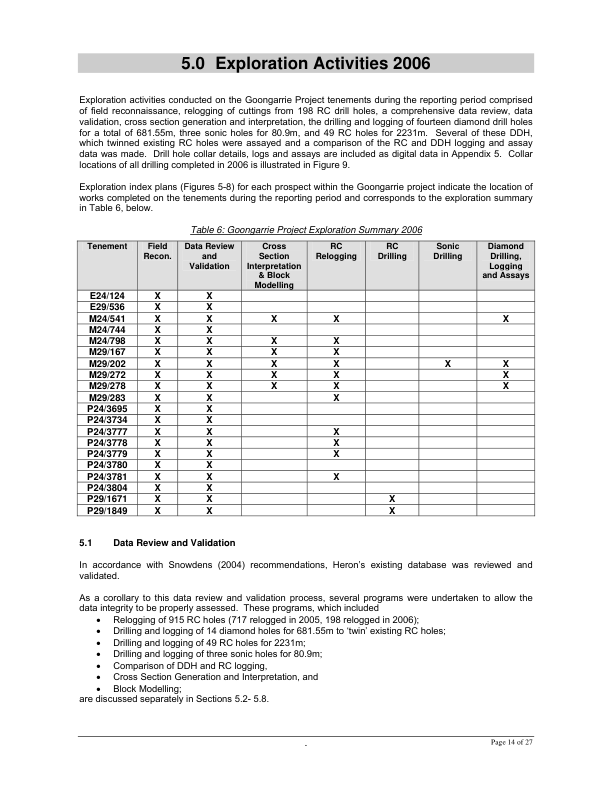 5.0 Exploration Activities 2006
Exploration activities conducted on the Goongarrie Project tenements during the reporting period comprised
of field reconnaissance, relogging of cuttings from 198 RC drill holes, a comprehensive data review, data
validation, cross section generation and interpretation, the drilling and logging of fourteen diamond drill holes
for a total of 681.55m, three sonic holes for 80.9m, and 49 RC holes for 2231m. Several of these DDH,
which twinned existing RC holes were assayed and a comparison of the RC and DDH logging and assay
data was made. Drill hole collar details, logs and assays are included as digital data in Appendix 5. Collar
locations of all drilling completed in 2006 is illustrated in Figure 9.
Exploration index plans (Figures 5-8) for each prospect within the Goongarrie project indicate the location of
works completed on the tenements during the reporting period and corresponds to the exploration summary
in Table 6, below.
Table 6: Goongarrie Project Exploration Summary 2006
Tenement Field Recon. Data Review and Validation Cross Section Interpretation & Block Modelling RC Relogging RC Drilling Sonic Drilling Diamond Drilling, Logging and Assays
E24/124 X X
E29/536 X X
M24/541 X X X X X
M24/744 X X
M24/798 X X X X
M29/167 X X X X
M29/202 X X X X X X
M29/272 X X X X X
M29/278 X X X X X
M29/283 X X X
P24/3695 X X
P24/3734 X X
P24/3777 X X X
P24/3778 X X X
P24/3779 X X X
P24/3780 X X
P24/3781 X X X
P24/3804 X X
P29/1671 X X X
P29/1849 X X X
5.1 Data Review and Validation
In accordance with Snowdens (2004) recommendations, Heron's existing database was reviewed and
validated.
As a corollary to this data review and validation process, several programs were undertaken to allow the
data integrity to be properly assessed. These programs, which included
• Relogging of 915 RC holes (717 relogged in 2005, 198 relogged in 2006);
• Drilling and logging of 14 diamond holes for 681.55m to 'twin' existing RC holes;
• Drilling and logging of 49 RC holes for 2231m;
• Drilling and logging of three sonic holes for 80.9m;
• Comparison of DDH and RC logging,
• Cross Section Generation and Interpretation, and
• Block Modelling;
are discussed separately in Sections 5.2- 5.8.
- Page 14 of 27